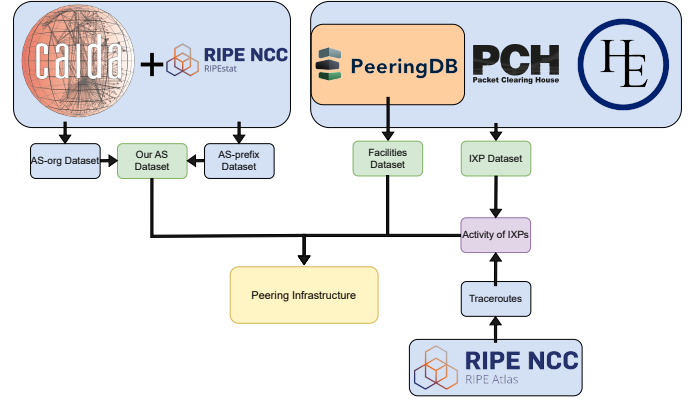 caida
+
RIPE NCC
RIPEstat
PeeringDB
PCH
Packet Clearing House
HE
AS-org Dataset
Our AS
Dataset
AS-prefix
Dataset
Facilities
Dataset
IXP Dataset
Activity of IXPs
Peering Infrastructure
Traceroutes
RIPE NCC
RIPE Atlas